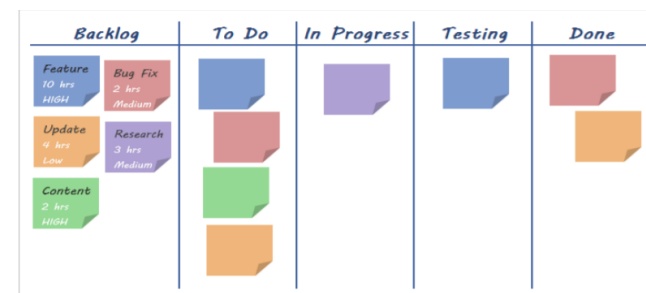 Backlog
To Do
In Progress
Testing
Done
Feature
10 hrs
HIGH
Bug Fix
2 hrs
Medium
Update
4 hrs
Low
Research
3 hrs
Medium
Content
2 hrs
HIGH